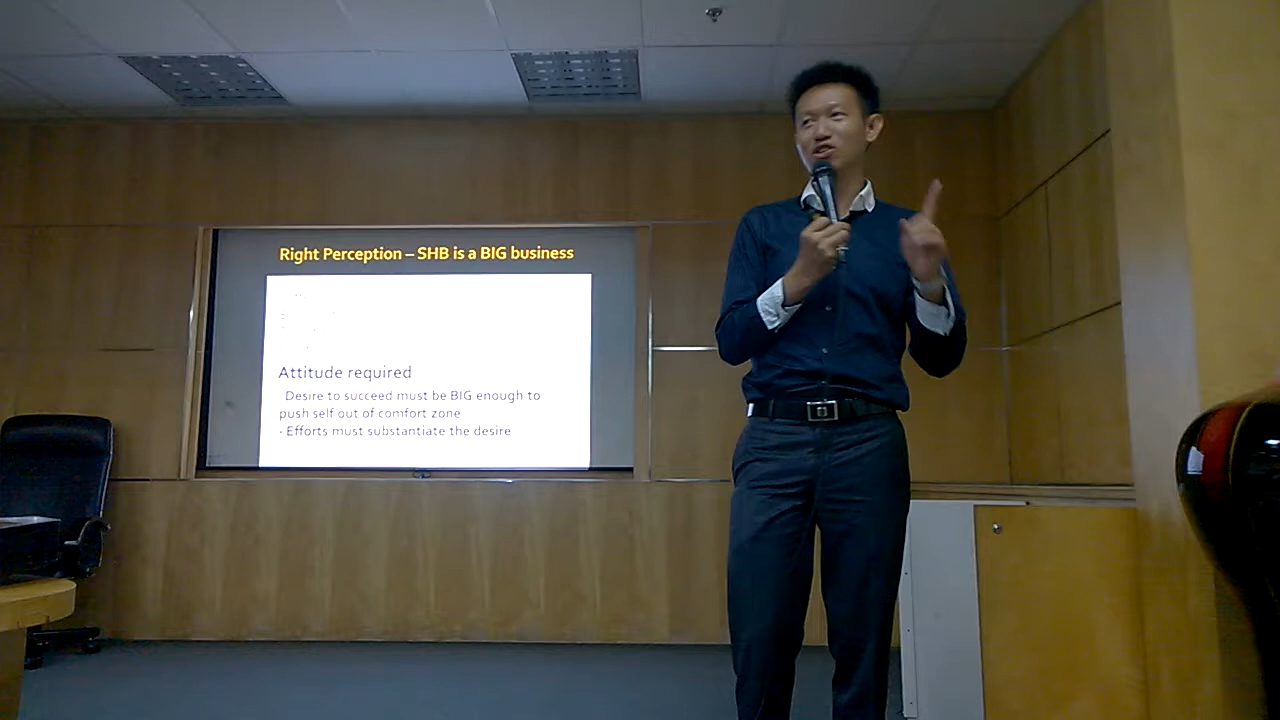 Right Perception – SHB is a BIG business
Attitude required
Desire to succeed must be BIG enough to
push self out of comfort zone
- Efforts must substantiate the desire